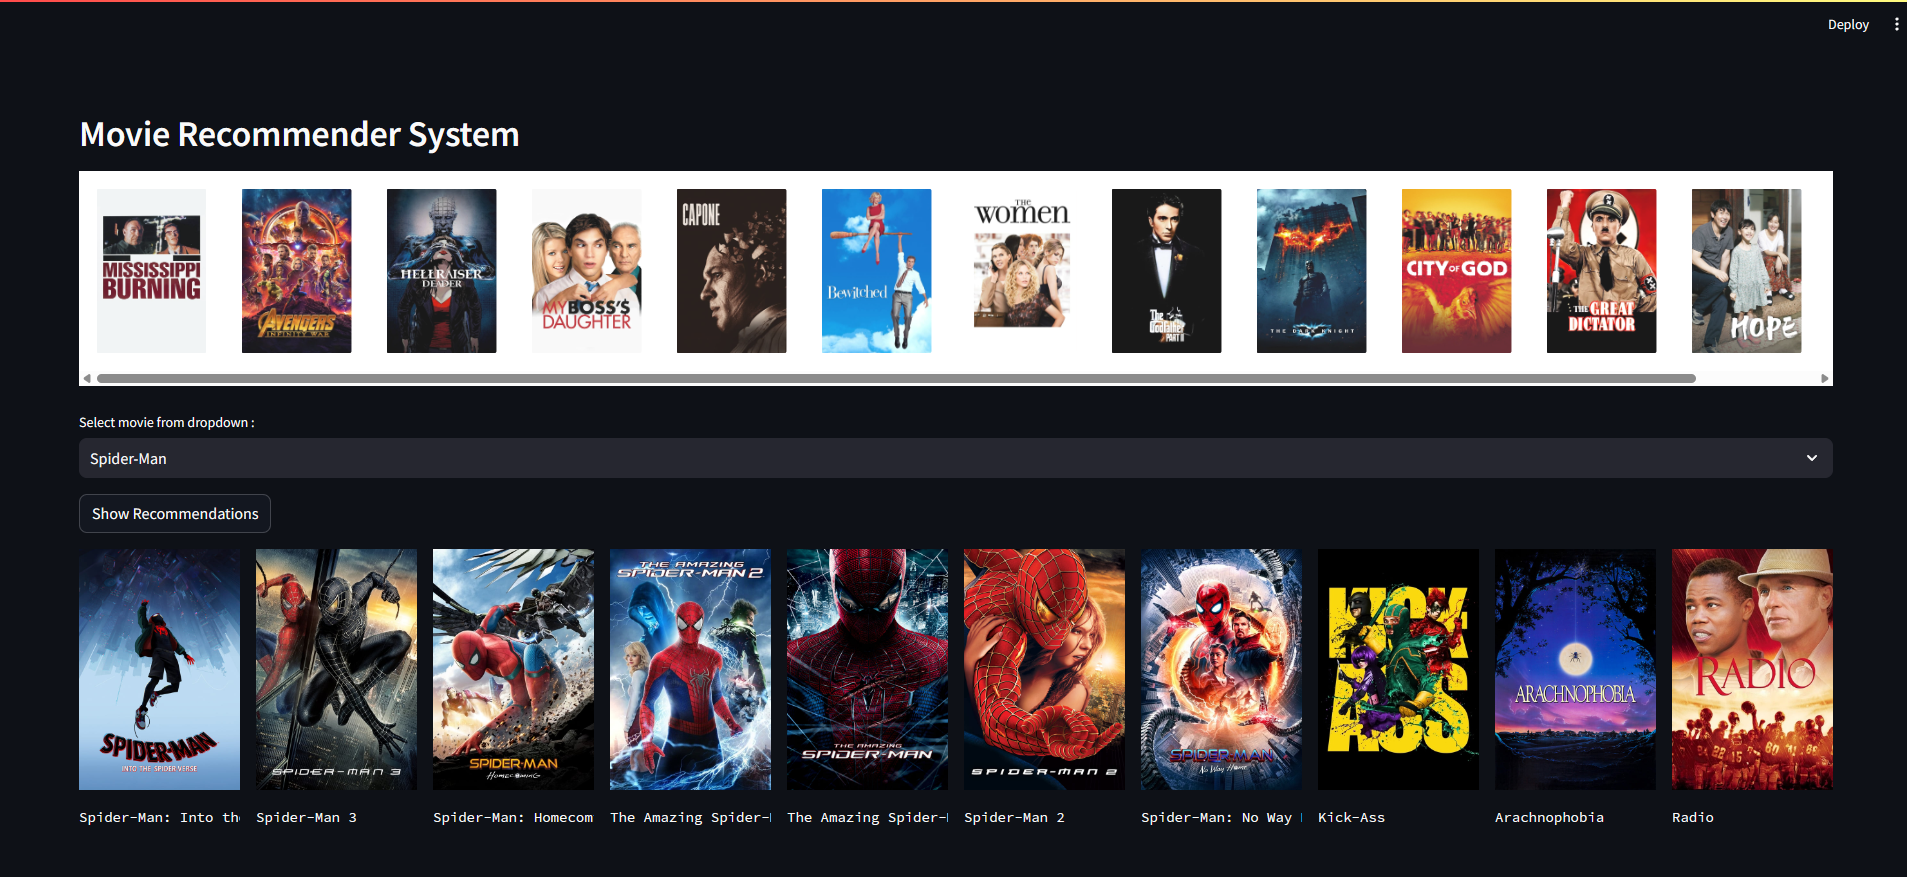 Deploy
Movie Recommender System
MISSISSIPPI
BURNING
AVENGERS
INFINITY WAR
HELLRAISER
DEADER
MY BOSS'S
DAUGHTER
CAPONE
Bewitched
THE
women
The
Godfather
PART II
THE DARK KNIGHT
CITY OF GOD
THE GREAT
DICTATOR
HOPE
Select movie from dropdown :
Spider-Man
Show Recommendations
SPIDER-MAN
INTO THE SPIDER-VERSE
SPIDER-MAN 3
SPIDER-MAN
HOMECOMING
THE AMAZING
SPIDER-MAN 2
THE AMAZING
SPIDER-MAN
SPIDER-MAN 2
SPIDER-MAN
No Way Home
KICK
ASS
ARACHNOPHOBIA
RADIO
Spider-Man: Into the
Spider-Man 3
Spider-Man: Homecom
The Amazing Spider-
The Amazing Spider-
Spider-Man 2
Spider-Man: No Way
Kick-Ass
Arachnophobia
Radio